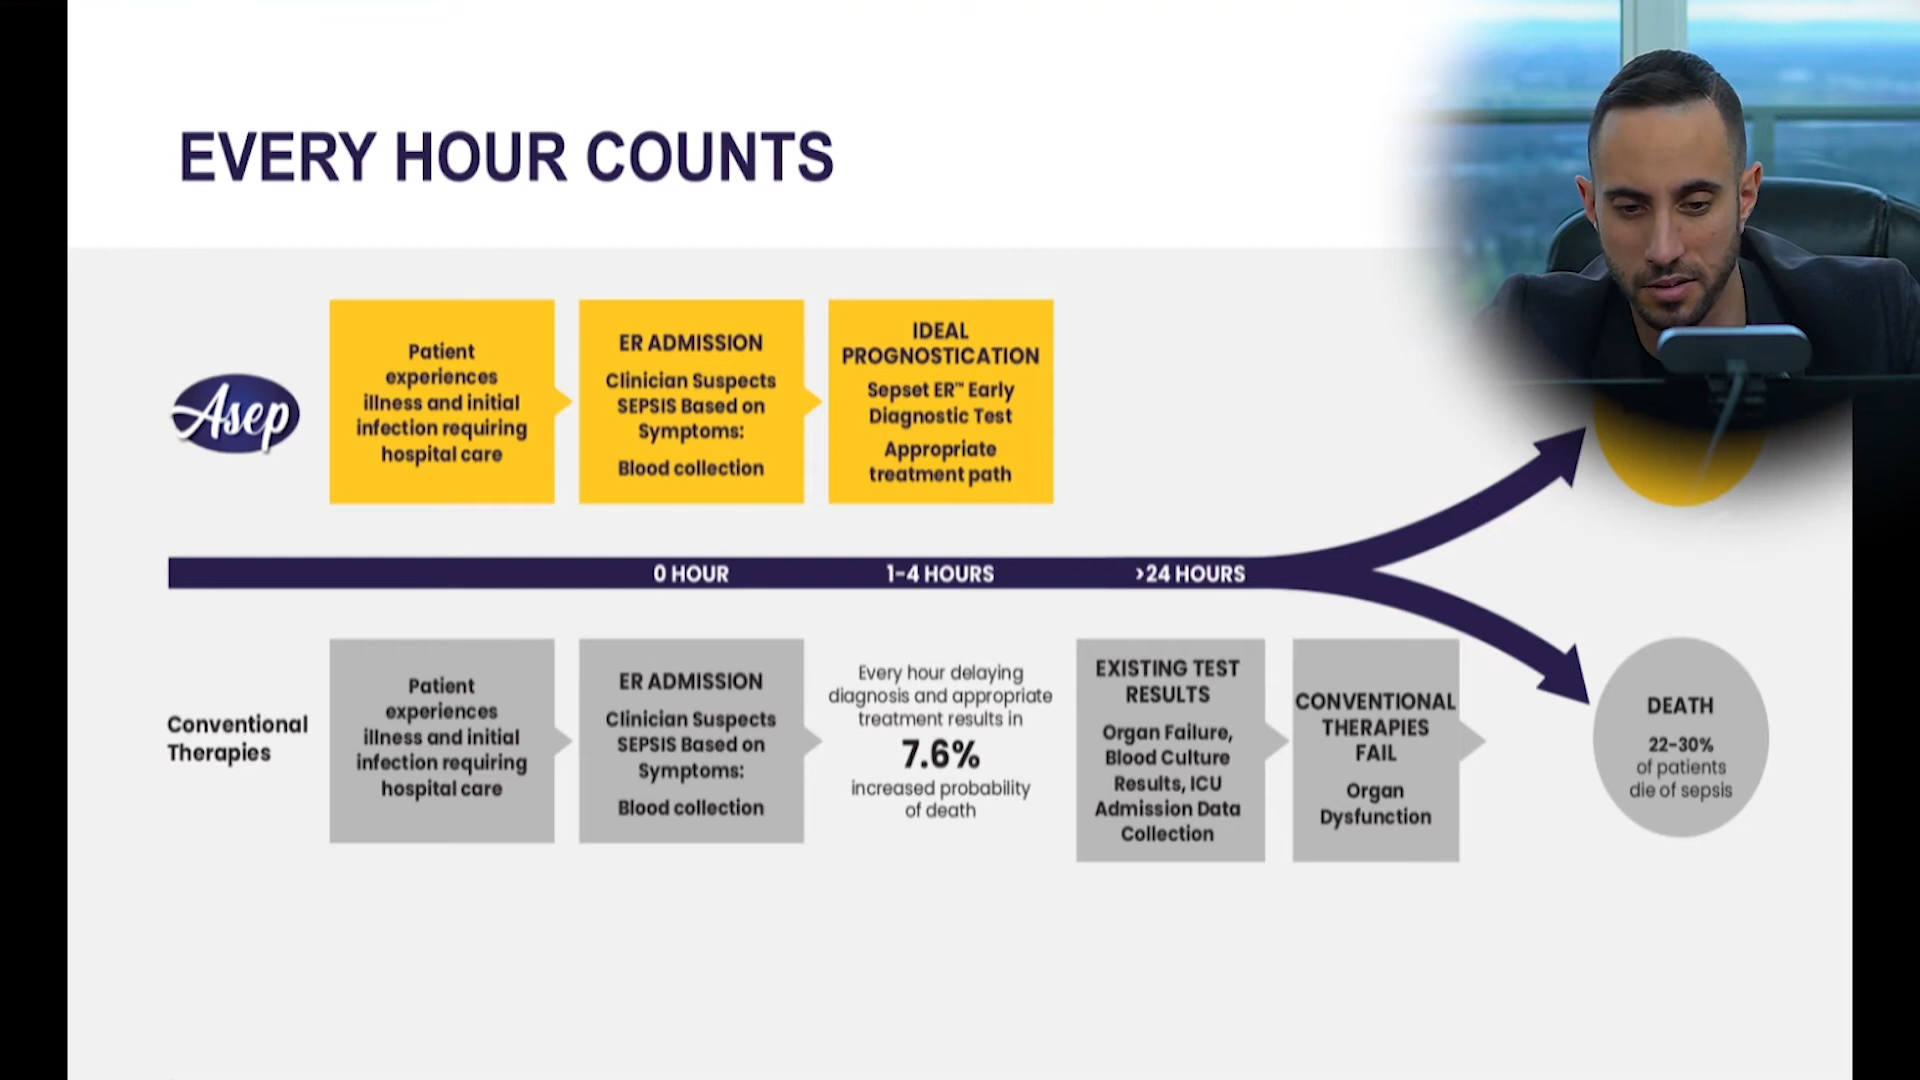 EVERY HOUR COUNTS
Asep
Patient
experiences
illness and initial
infection requiring
hospital care
ER ADMISSION
Clinician Suspects
SEPSIS Based on
Symptoms:
Blood collection
IDEAL
PROGNOSTICATION
Sepset ER™ Early
Diagnostic Test
Appropriate
treatment path
0 HOUR
1-4 HOURS
>24 HOURS
Conventional
Therapies
Patient
experiences
illness and initial
infection requiring
hospital care
ER ADMISSION
Clinician Suspects
SEPSIS Based on
Symptoms:
Blood collection
Every hour delaying
diagnosis and appropriate
treatment results in
7.6%
increased probability
of death
EXISTING TEST
RESULTS
Organ Failure,
Blood Culture
Results, ICU
Admission Data
Collection
CONVENTIONAL
THERAPIES
FAIL
Organ
Dysfunction
DEATH
22-30%
of patients
die of sepsis